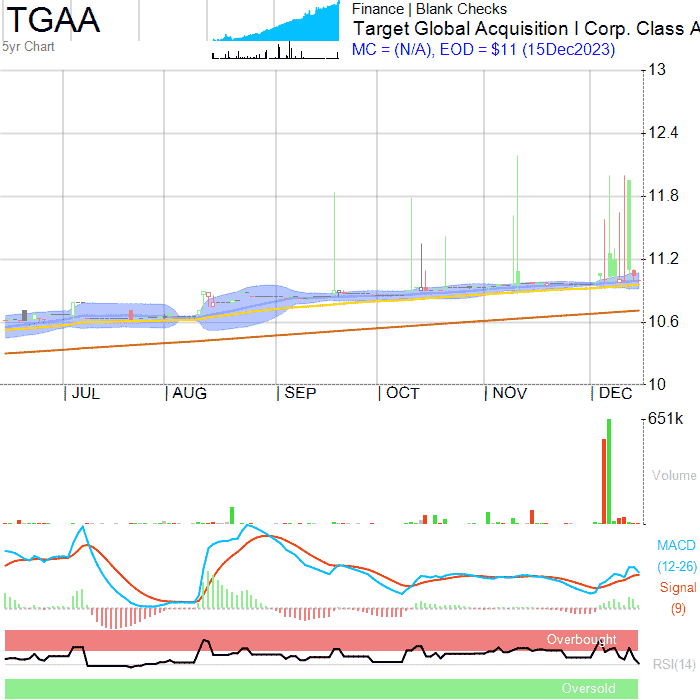 TGAA
5yr Chart
Finance | Blank Checks
Target Global Acquisition I Corp. Class A
MC = (N/A), EOD = $11 (15Dec2023)
13
12.4
11.8
11.2
10.6
10
JUL
AUG
SEP
OCT
NOV
DEC
651k
Volume
MACD
(12-26)
Signal
(9)
Overbought
RSI(14)
Oversold